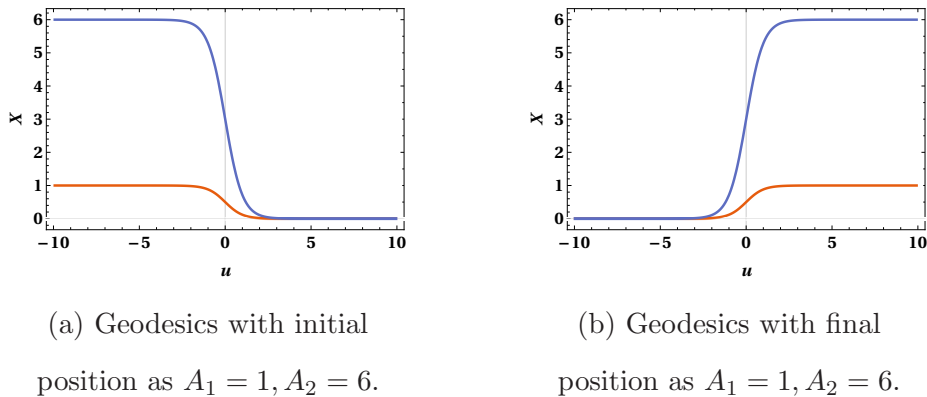 6
5
4
3
2
1
0
X
−10 −5 0 5 10
u
(a) Geodesics with initial
position as A₁ = 1, A₂ = 6.
6
5
4
3
2
1
0
X
−10 −5 0 5 10
u
(b) Geodesics with final
position as A₁ = 1, A₂ = 6.